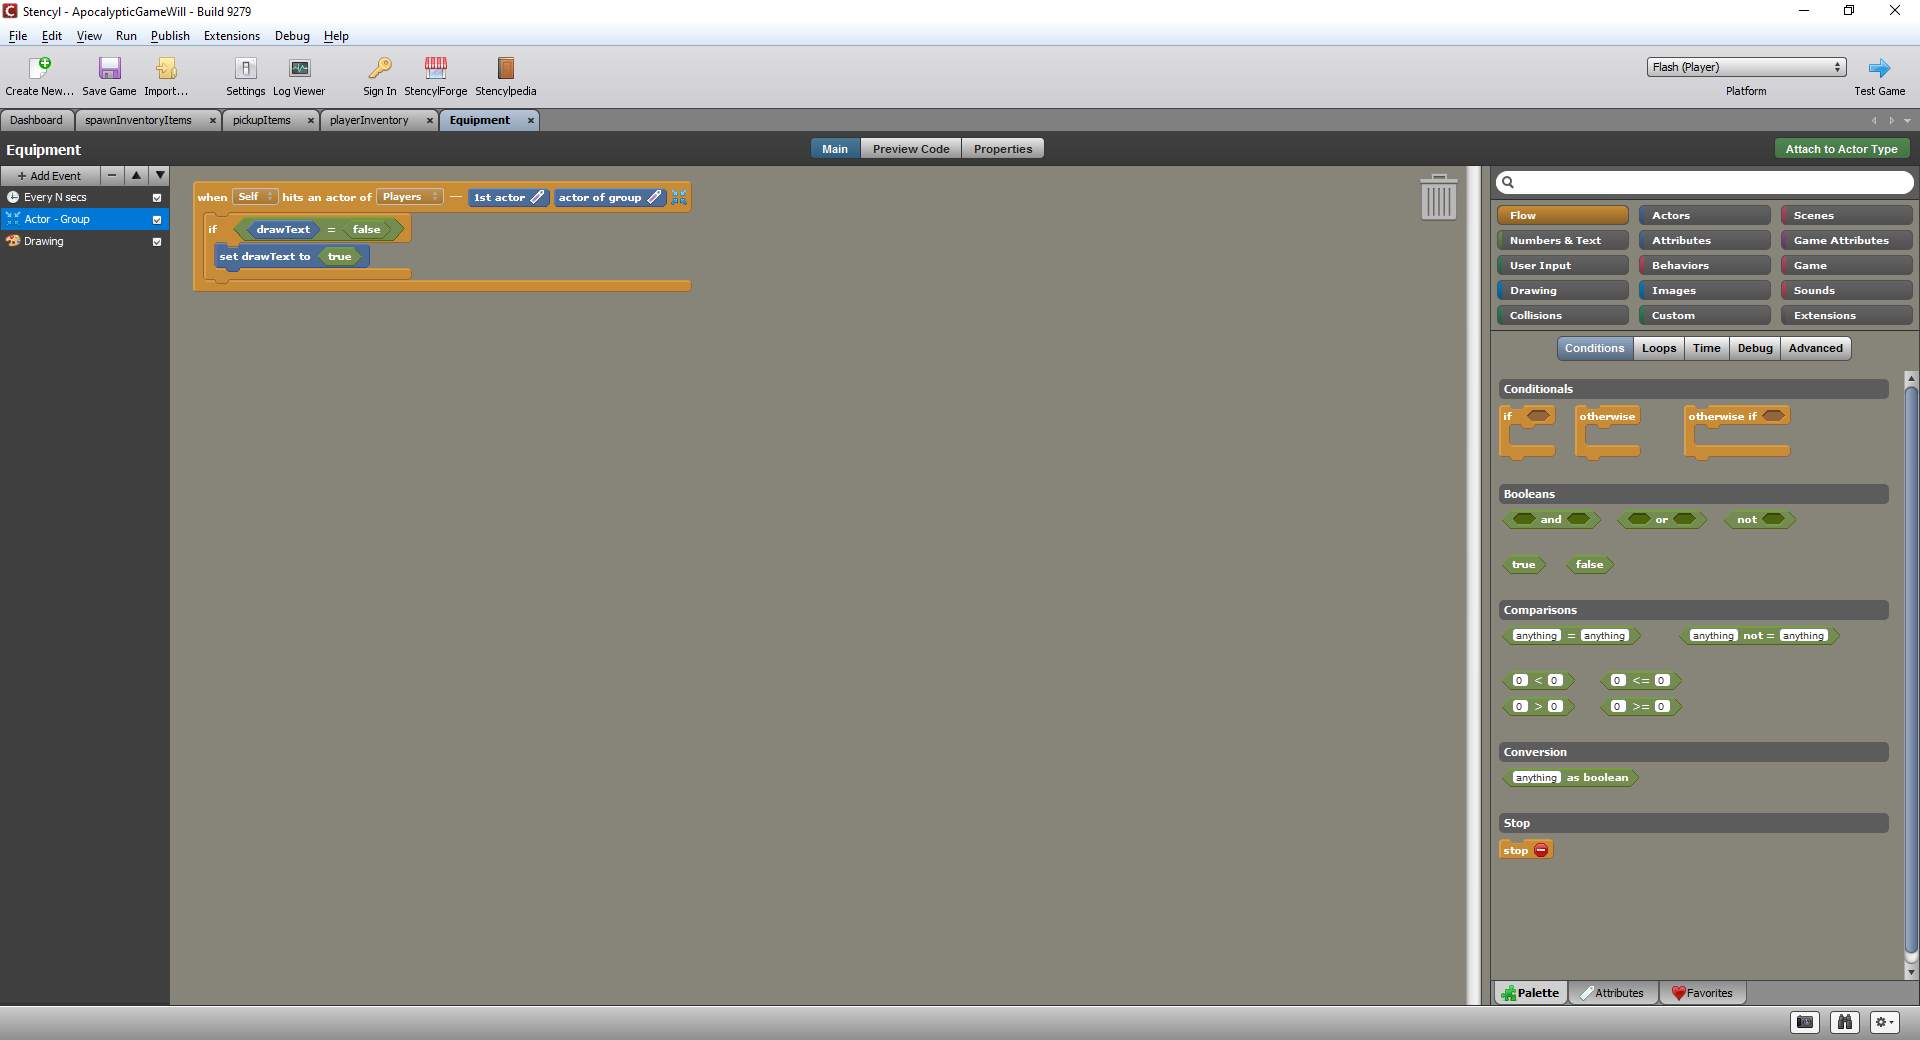 Stencyl - ApocalypticGameWill - Build 9279
File Edit View Run Publish Extensions Debug Help
Create New... Save Game Import... Settings Log Viewer Sign In StencylForge Stencylpedia
Flash (Player)
Platform
Test Game
Dashboard spawnInventoryItems × pickupItems × playerInventory × Equipment ×
Equipment
Main Preview Code Properties
Attach to Actor Type
+ Add Event
Every N secs
Actor - Group
Drawing
when Self hits an actor of Players — 1st actor actor of group
if drawText = false
set drawText to true
Flow Actors Scenes
Numbers & Text Attributes Game Attributes
User Input Behaviors Game
Drawing Images Sounds
Collisions Custom Extensions
Conditions Loops Time Debug Advanced
Conditionals
if otherwise otherwise if
Booleans
and or not
true false
Comparisons
anything = anything anything not = anything
0 < 0 0 <= 0
0 > 0 0 >= 0
Conversion
anything as boolean
Stop
stop
Palette Attributes Favorites